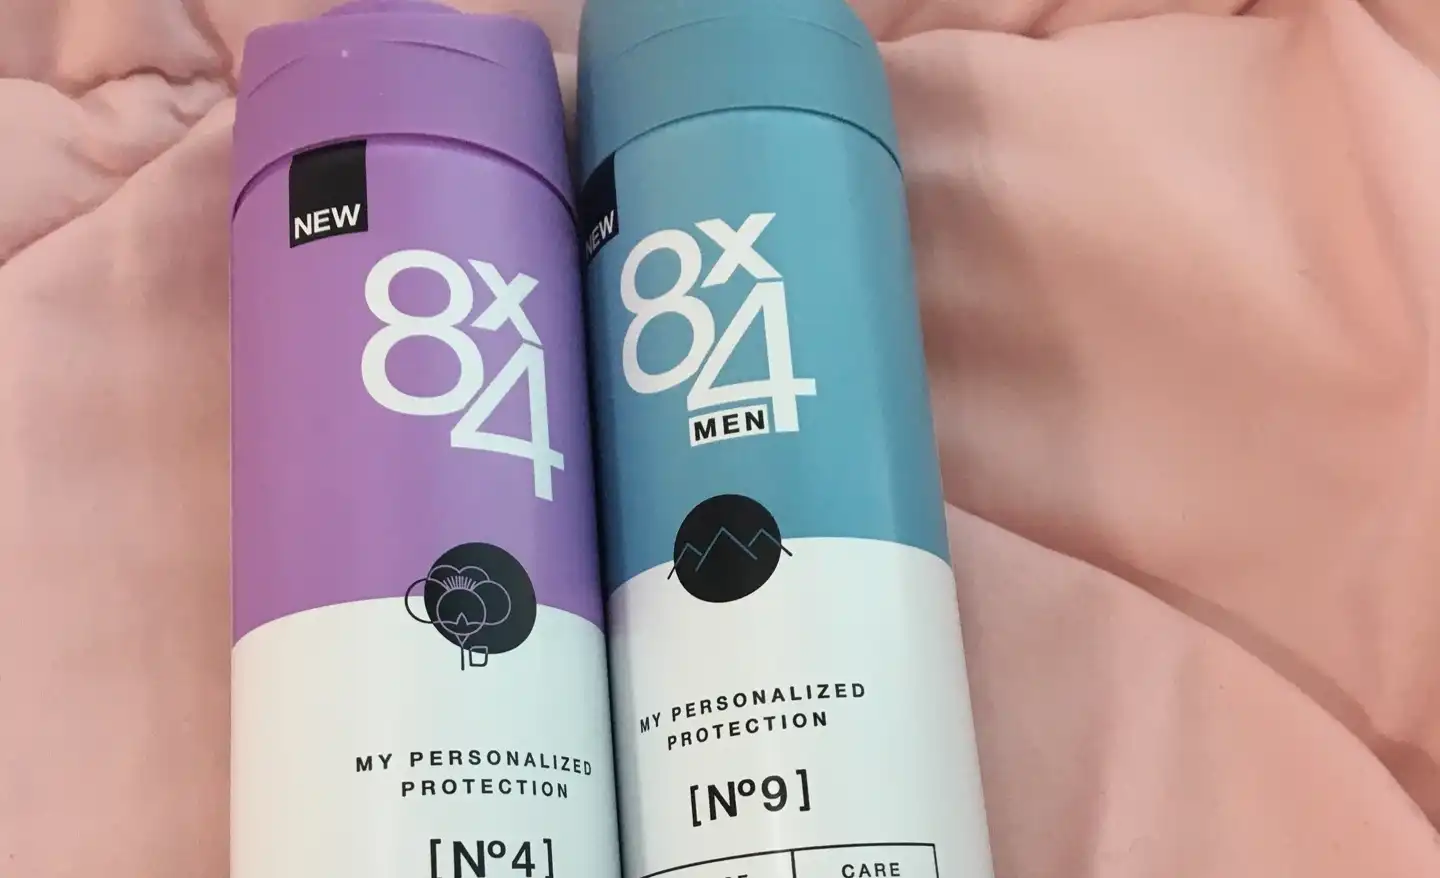 NEW
8x4
MY PERSONALIZED
PROTECTION
[Nº4]
NEW
8x4
MEN
MY PERSONALIZED
PROTECTION
[Nº9]
CARE